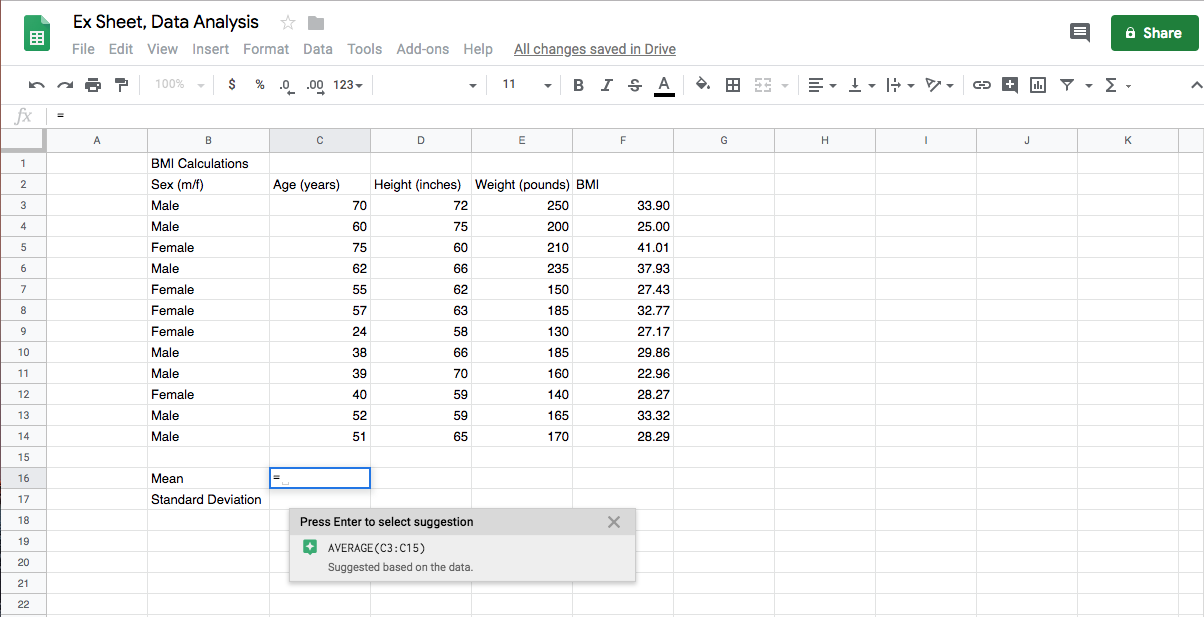 Ex Sheet, Data Analysis
File Edit View Insert Format Data Tools Add-ons Help All changes saved in Drive
Share
100% $ % .0 .00 123 11 B I S A Σ
fx =
A B C D E F G H I J K
1 BMI Calculations
2 Sex (m/f) Age (years) Height (inches) Weight (pounds) BMI
3 Male 70 72 250 33.90
4 Male 60 75 200 25.00
5 Female 75 60 210 41.01
6 Male 62 66 235 37.93
7 Female 55 62 150 27.43
8 Female 57 63 185 32.77
9 Female 24 58 130 27.17
10 Male 38 66 185 29.86
11 Male 39 70 160 22.96
12 Female 40 59 140 28.27
13 Male 52 59 165 33.32
14 Male 51 65 170 28.29
15
16 Mean =
17 Standard Deviation
18 Press Enter to select suggestion
19 AVERAGE(C3:C15)
20 Suggested based on the data.
21
22